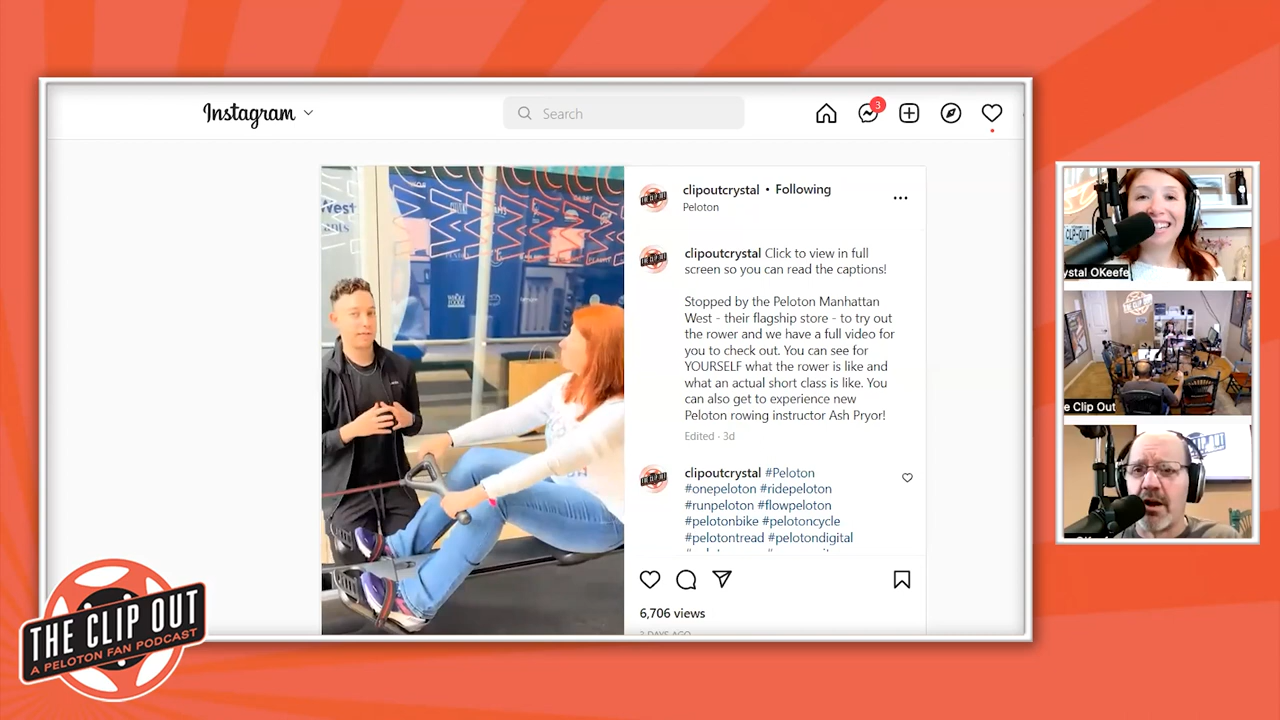 Instagram
Search
3
West
clipoutcrystal • Following
Peloton
clipoutcrystal Click to view in full
screen so you can read the captions!
Stopped by the Peloton Manhattan
West - their flagship store - to try out
the rower and we have a full video for
you to check out. You can see for
YOURSELF what the rower is like and
what an actual short class is like. You
can also get to experience new
Peloton rowing instructor Ash Pryor!
Edited · 3d
clipoutcrystal #Peloton
#onepeloton #ridepeloton
#runpeloton #flowpeloton
#pelotonbike #pelotoncycle
#pelotontread #pelotondigital
6,706 views
3 DAYS AGO
CLIP-OUT
ystal OKeefe
e Clip Out
THE CLIP OUT
A PELOTON FAN PODCAST